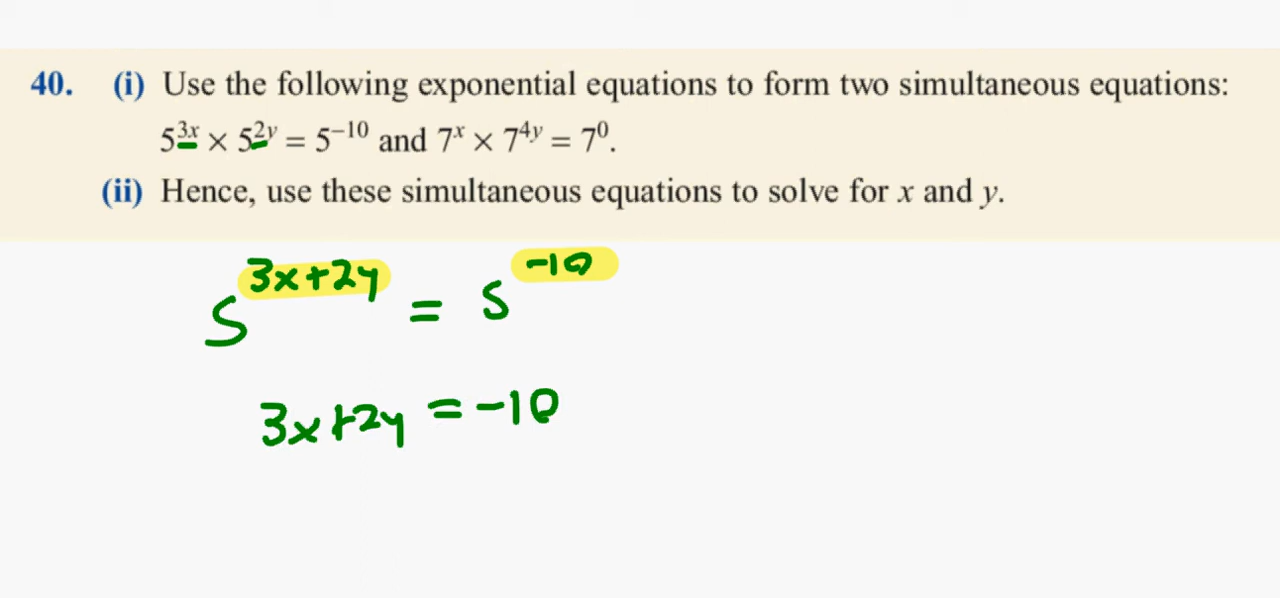 40. (i) Use the following exponential equations to form two simultaneous equations:
5^{3x} × 5^{2y} = 5^{-10} and 7^{x} × 7^{4y} = 7^{0}.
(ii) Hence, use these simultaneous equations to solve for x and y.
5^{3x+2y} = 5^{-10}
3x+2y = -10